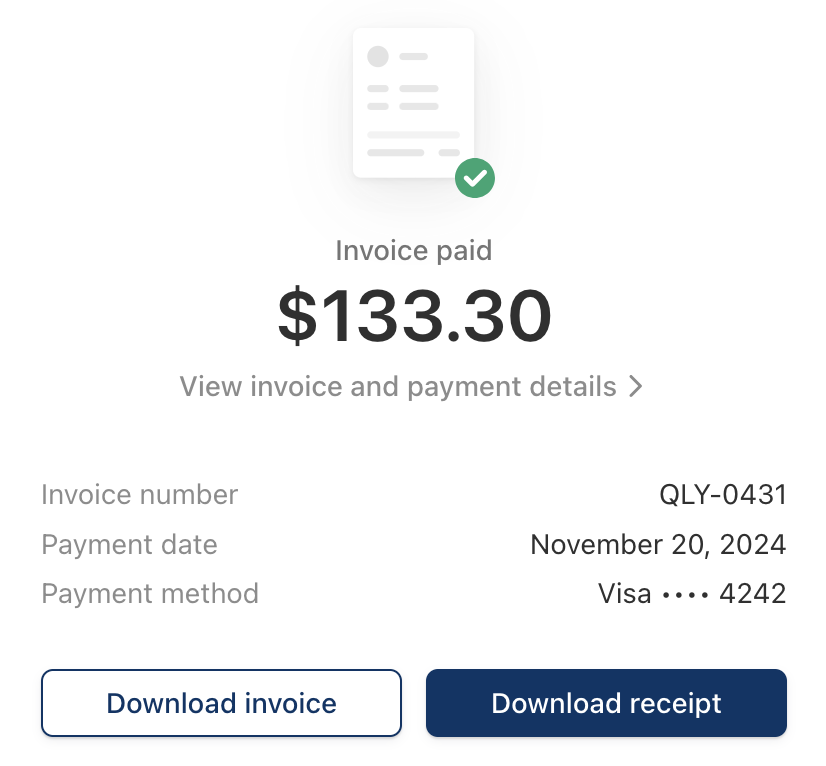 Invoice paid
$133.30
View invoice and payment details
Invoice number QLY-0431
Payment date November 20, 2024
Payment method Visa •••• 4242
Download invoice Download receipt